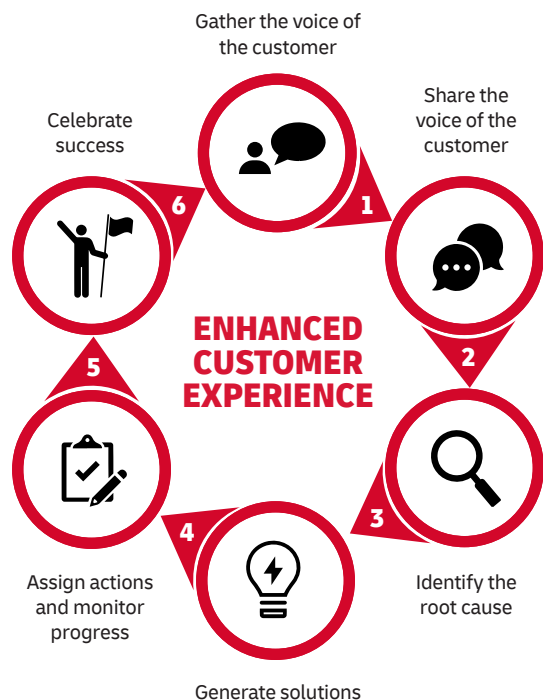 Gather the voice of
the customer
1
Share the
voice of the
customer
2
Identify the
root cause
3
Generate solutions
4
Assign actions
and monitor
progress
5
Celebrate
success
6
ENHANCED
CUSTOMER
EXPERIENCE